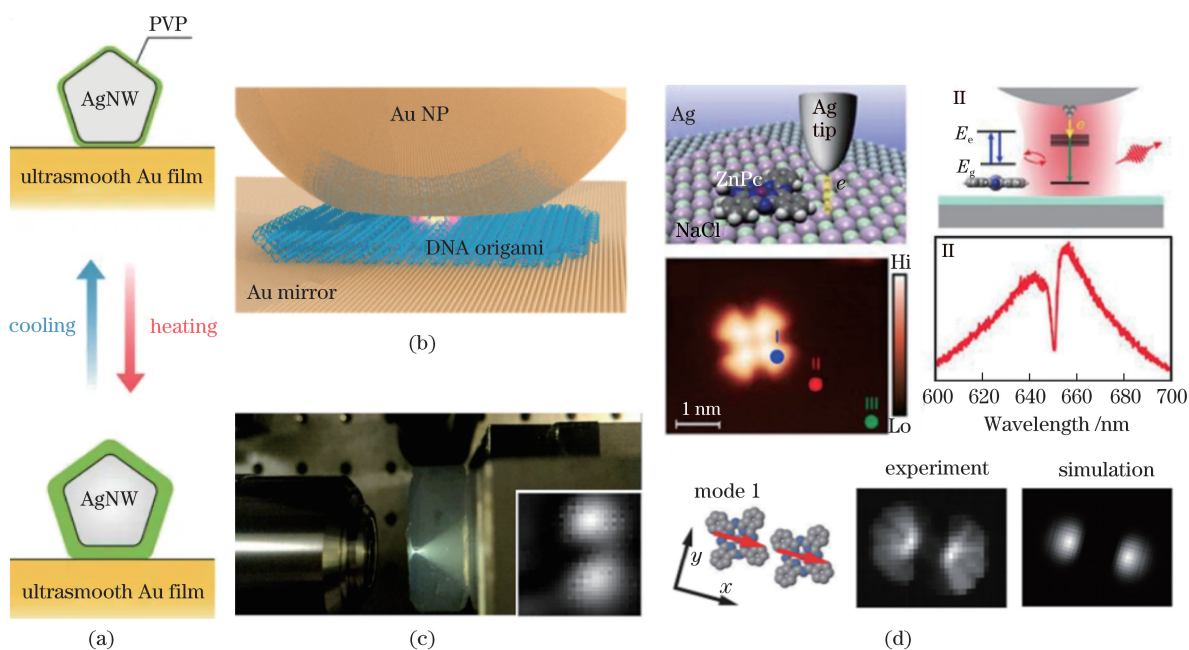 PVP
AgNW
ultrasmooth Au film
cooling
heating
AgNW
ultrasmooth Au film
(a)
Au NP
DNA origami
Au mirror
(b)
(c)
Ag
Ag
tip
ZnPc
e
NaCl
II
e
Ee
Eg
Hi
I
II
III
1 nm
Lo
II
600
620
640
660
680
700
Wavelength /nm
mode 1
y
x
experiment
simulation
(d)